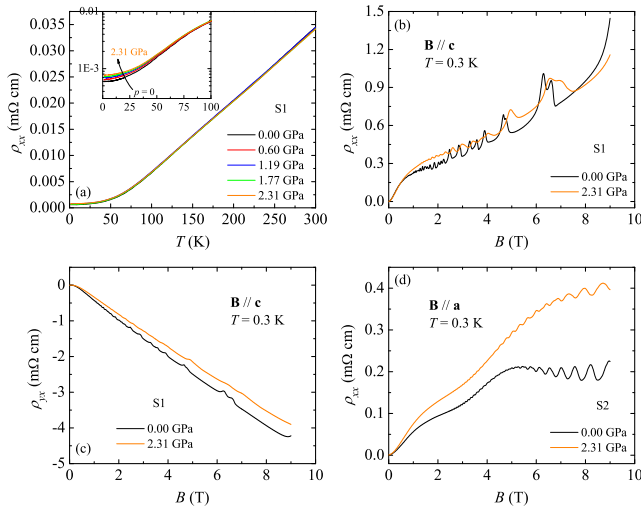 0.035
0.030
0.025
0.020
0.015
0.010
0.005
0.000
ρxx (mΩ cm)
0.01
1E-3
2.31 GPa
p = 0
0 25 50 75 100
S1
0.00 GPa
0.60 GPa
1.19 GPa
1.77 GPa
2.31 GPa
(a)
0 50 100 150 200 250 300
T (K)
(b)
1.5
1.2
0.9
0.6
0.3
0.0
ρxx (mΩ cm)
B // c
T = 0.3 K
S1
0.00 GPa
2.31 GPa
0 2 4 6 8 10
B (T)
0
-1
-2
-3
-4
-5
ρyx (mΩ cm)
B // c
T = 0.3 K
S1
0.00 GPa
2.31 GPa
(c)
0 2 4 6 8 10
B (T)
(d)
0.4
0.3
0.2
0.1
0.0
ρxx (mΩ cm)
B // a
T = 0.3 K
S2
0.00 GPa
2.31 GPa
0 2 4 6 8 10
B (T)